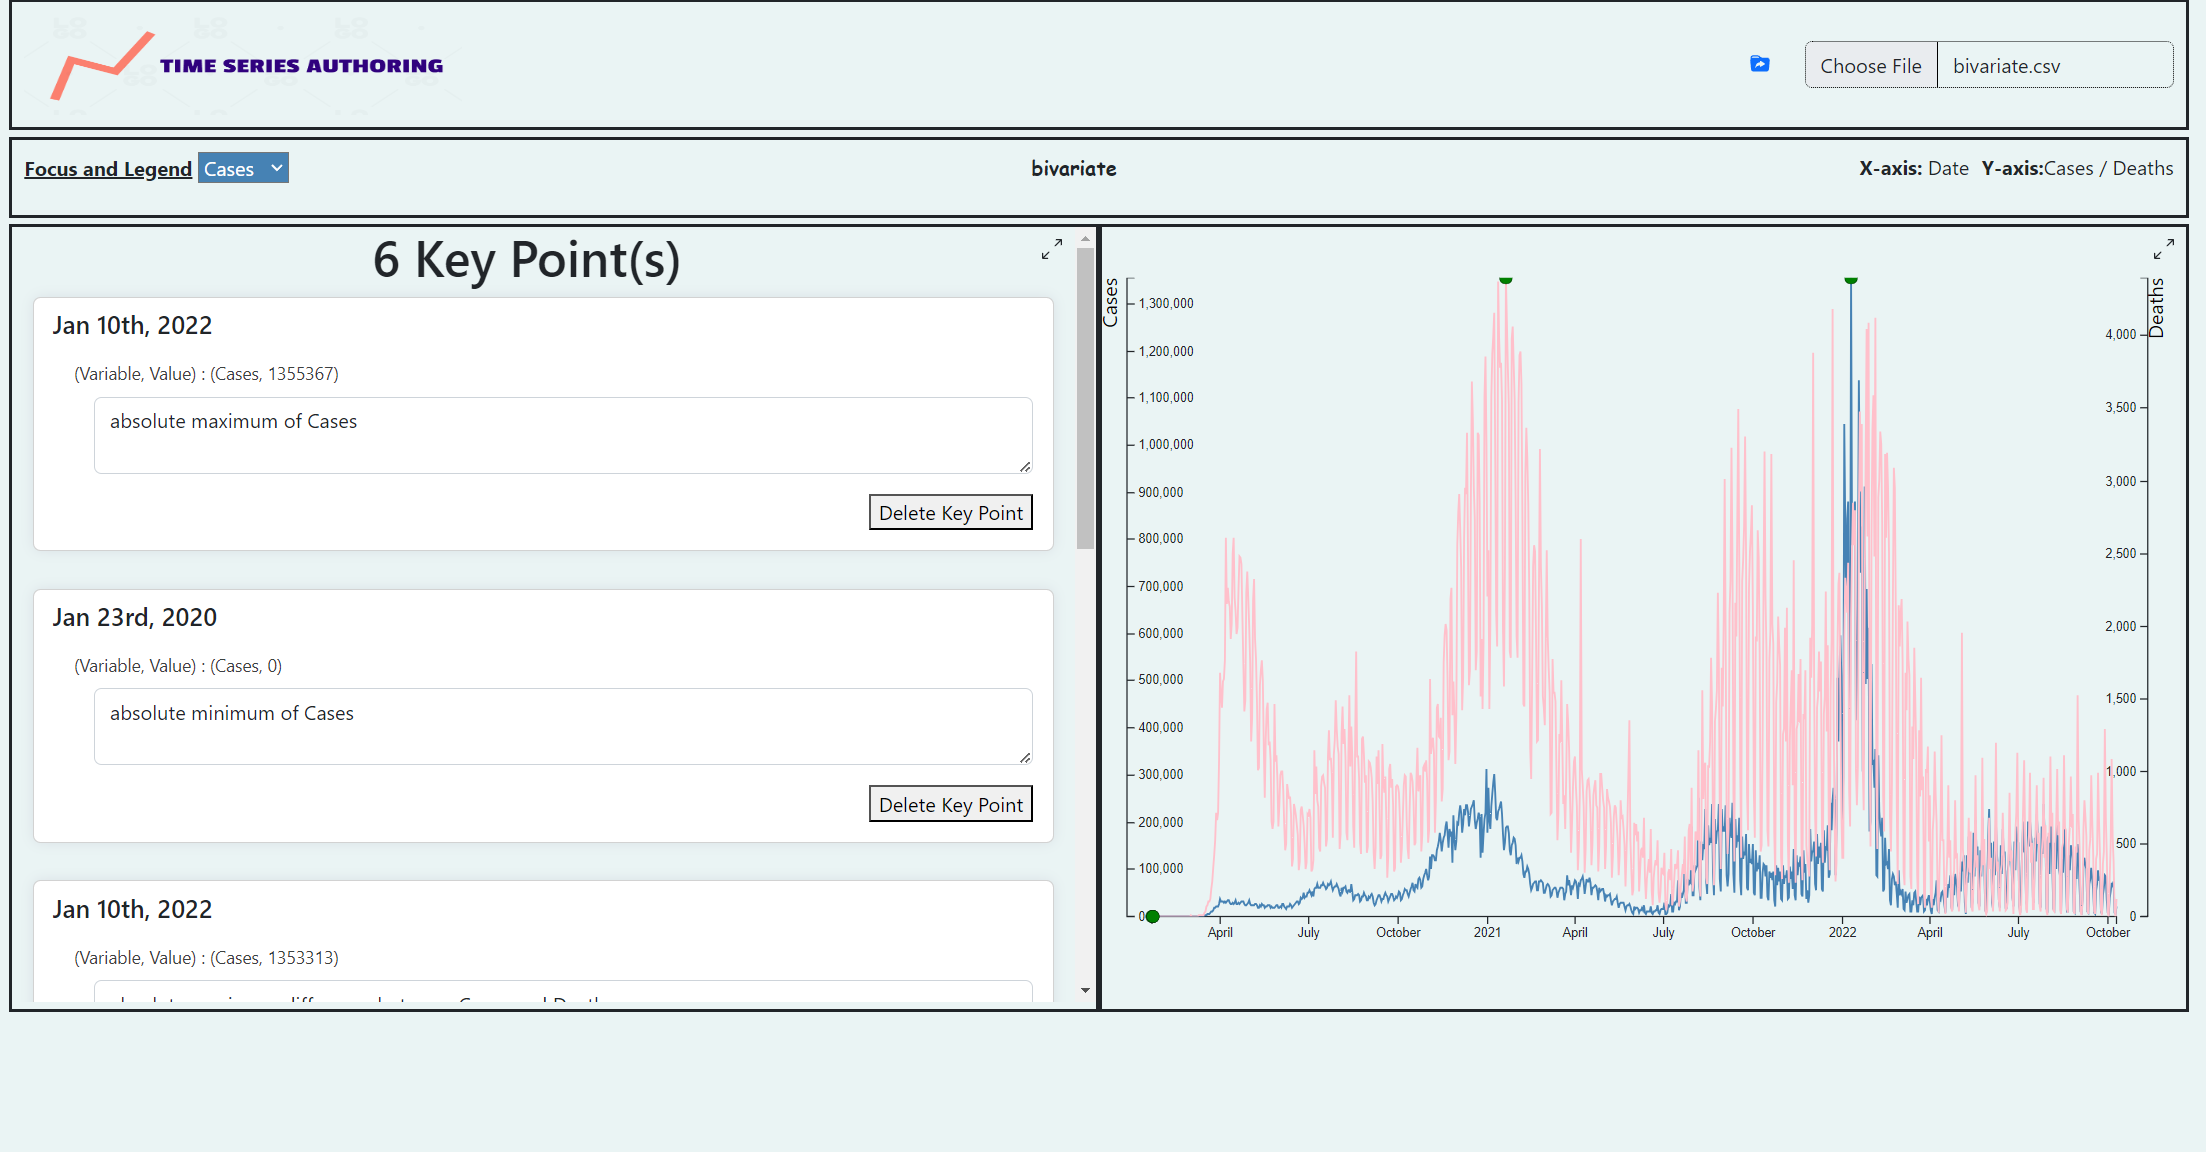 TIME SERIES AUTHORING
Choose File bivariate.csv
Focus and Legend Cases
bivariate
X-axis: Date Y-axis:Cases / Deaths
6 Key Point(s)
Jan 10th, 2022
(Variable, Value) : (Cases, 1355367)
absolute maximum of Cases
Delete Key Point
Jan 23rd, 2020
(Variable, Value) : (Cases, 0)
absolute minimum of Cases
Delete Key Point
Jan 10th, 2022
(Variable, Value) : (Cases, 1353313)
Cases
1,300,000
1,200,000
1,100,000
1,000,000
900,000
800,000
700,000
600,000
500,000
400,000
300,000
200,000
100,000
0
April July October 2021 April July October 2022 April July October
Deaths
4,000
3,500
3,000
2,500
2,000
1,500
1,000
500
0